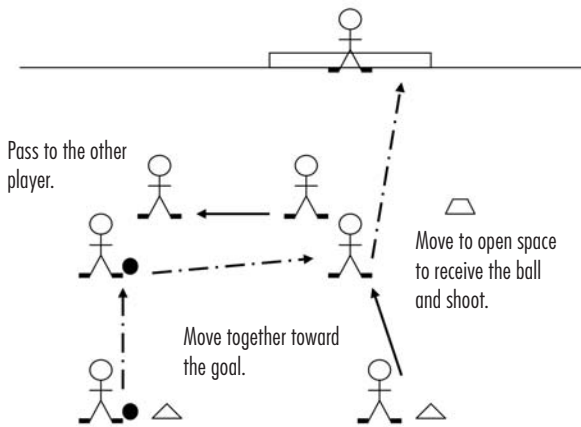 Pass to the other
player.
Move to open space
to receive the ball
and shoot.
Move together toward
the goal.